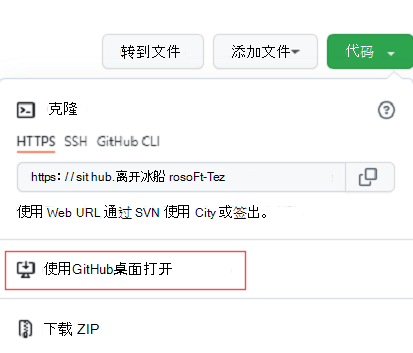 转到文件 添加文件 代码
克隆
HTTPS SSH GitHub CLI
https: //sit hub.离开冰船 rosoFt-Tez
使用 Web URL 通过 SVN 使用 City 或签出。
使用GitHub桌面打开
下载 ZIP